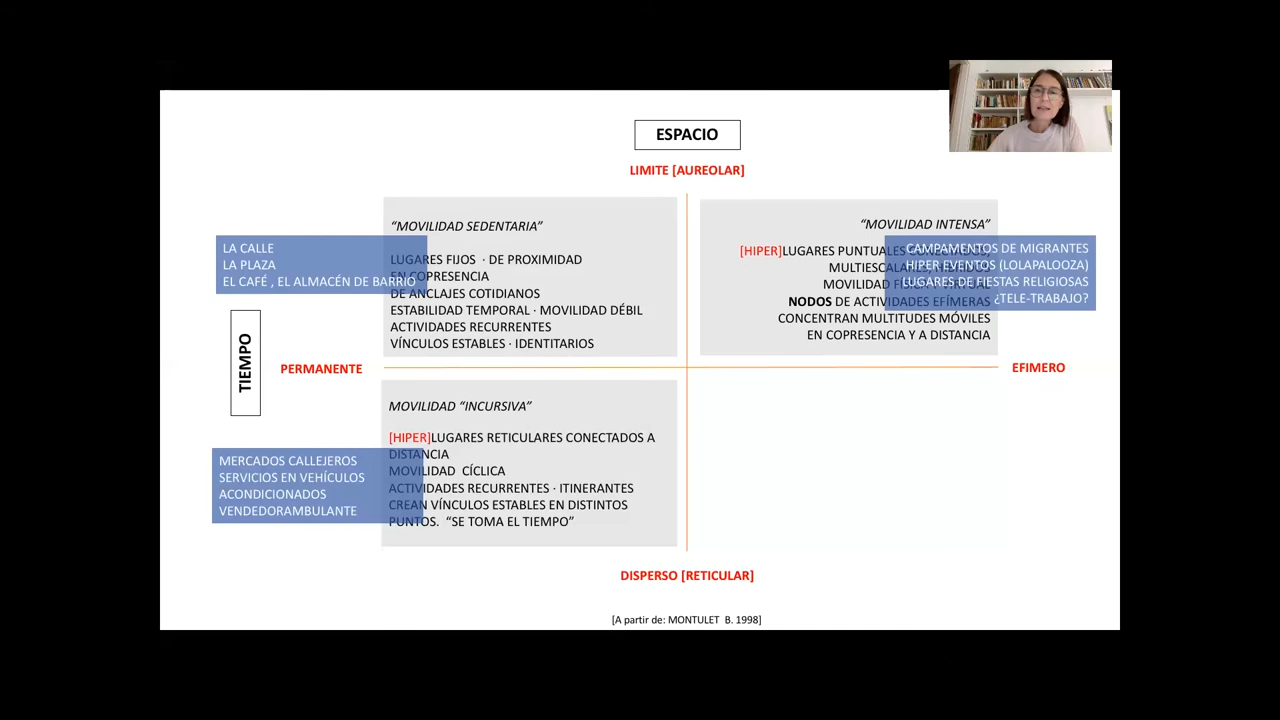 ESPACIO
LIMITE [AUREOLAR]
"MOVILIDAD SEDENTARIA"
LUGARES FIJOS · DE PROXIMIDAD
EN COPRESENCIA
DE ANCLAJES COTIDIANOS
ESTABILIDAD TEMPORAL · MOVILIDAD DÉBIL
ACTIVIDADES RECURRENTES
VÍNCULOS ESTABLES · IDENTITARIOS
LA CALLE
LA PLAZA
EL CAFÉ , EL ALMACÉN DE BARRIO
"MOVILIDAD INTENSA"
[HIPER]LUGARES PUNTUALES CONECTADOS,
MULTIESCALARES,
MOVILIDAD FÍSICA Y VIRTUAL
NODOS DE ACTIVIDADES EFÍMERAS
CONCENTRAN MULTITUDES MÓVILES
EN COPRESENCIA Y A DISTANCIA
CAMPAMENTOS DE MIGRANTES
HIPER EVENTOS (LOLAPALOOZA)
LUGARES DE FIESTAS RELIGIOSAS
¿TELE-TRABAJO?
TIEMPO
PERMANENTE
EFIMERO
MOVILIDAD "INCURSIVA"
[HIPER]LUGARES RETICULARES CONECTADOS A
DISTANCIA
MOVILIDAD CÍCLICA
ACTIVIDADES RECURRENTES · ITINERANTES
CREAN VÍNCULOS ESTABLES EN DISTINTOS
PUNTOS. "SE TOMA EL TIEMPO"
MERCADOS CALLEJEROS
SERVICIOS EN VEHÍCULOS
ACONDICIONADOS
VENDEDORAMBULANTE
DISPERSO [RETICULAR]
[A partir de: MONTULET B. 1998]